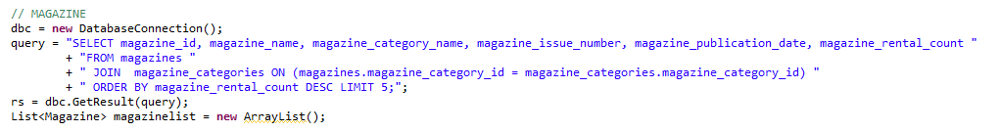 // MAGAZINE
dbc = new DatabaseConnection();
query = "SELECT magazine_id, magazine_name, magazine_category_name, magazine_issue_number, magazine_publication_date, magazine_rental_count "
+ "FROM magazines "
+ " JOIN  magazine_categories ON (magazines.magazine_category_id = magazine_categories.magazine_category_id) "
+ " ORDER BY magazine_rental_count DESC LIMIT 5;";
rs = dbc.GetResult(query);
List<Magazine> magazinelist = new ArrayList();